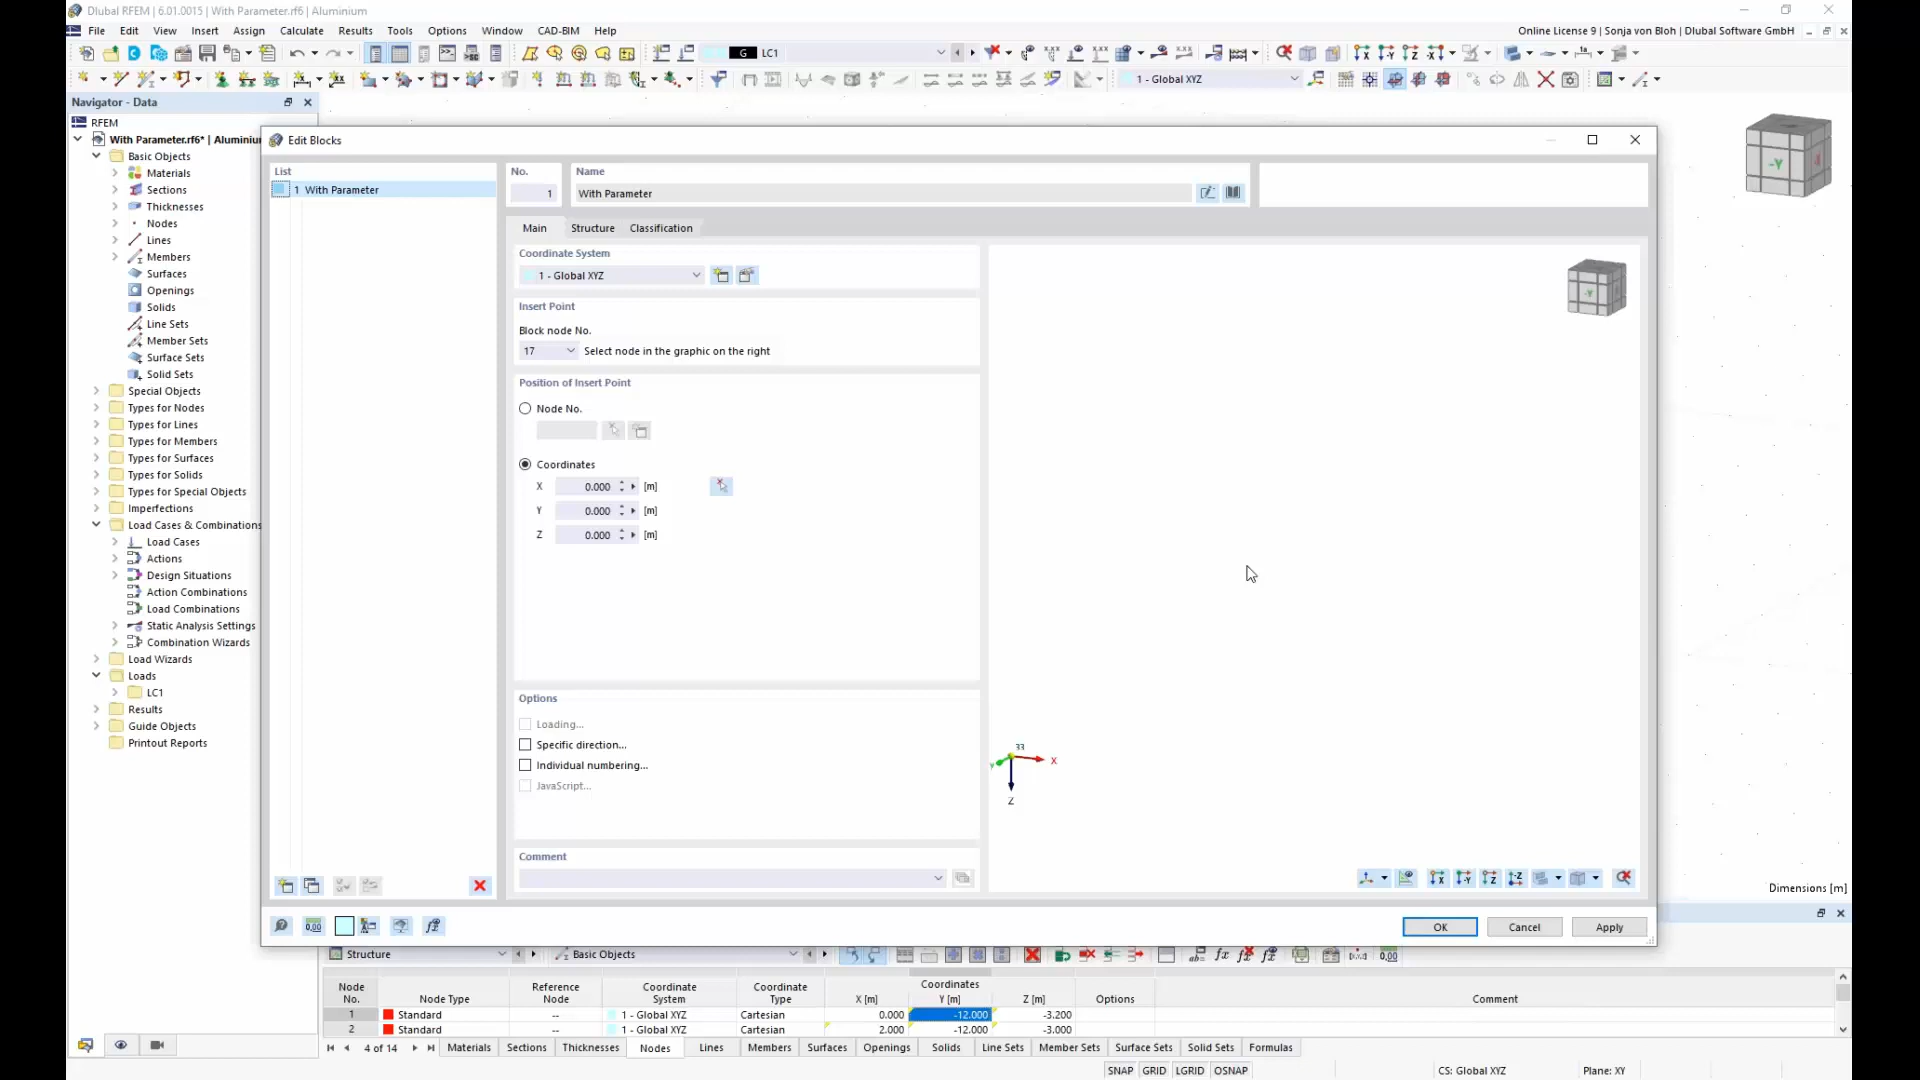 Dlubal RFEM | 6.01.0015 | With Parameter.rf6* | Aluminium
File Edit View Insert Assign Calculate Results Tools Options Window CAD-BIM Help
Online License 9 | Sonja von Bloh | Dlubal Software GmbH
G LC1
1 - Global XYZ
Navigator - Data
RFEM
With Parameter.rf6* | Aluminiu
Basic Objects
Materials
Sections
Thicknesses
Nodes
Lines
Members
Surfaces
Openings
Solids
Line Sets
Member Sets
Surface Sets
Solid Sets
Special Objects
Types for Nodes
Types for Lines
Types for Members
Types for Surfaces
Types for Solids
Types for Special Objects
Imperfections
Load Cases & Combinations
Load Cases
Actions
Design Situations
Action Combinations
Load Combinations
Static Analysis Settings
Combination Wizards
Load Wizards
Loads
LC1
Results
Guide Objects
Printout Reports
Edit Blocks
List
1 With Parameter
No.
1
Name
With Parameter
Main Structure Classification
Coordinate System
1 - Global XYZ
Insert Point
Block node No.
17 Select node in the graphic on the right
Position of Insert Point
Node No.
Coordinates
X 0.000 [m]
Y 0.000 [m]
Z 0.000 [m]
Options
Loading...
Specific direction...
Individual numbering...
JavaScript...
Comment
33
X
Y
Z
-Y
-Y
OK Cancel Apply
Dimensions [m]
Structure Basic Objects
Node No. Node Type Reference Node Coordinate System Coordinate Type Coordinates X [m] Y [m] Z [m] Options Comment
1 Standard -- 1 - Global XYZ Cartesian 0.000 -12.000 -3.200
2 Standard -- 1 - Global XYZ Cartesian 2.000 -12.000 -3.000
4 of 14 Materials Sections Thicknesses Nodes Lines Members Surfaces Openings Solids Line Sets Member Sets Surface Sets Solid Sets Formulas
SNAP GRID LGRID OSNAP CS: Global XYZ Plane: XY